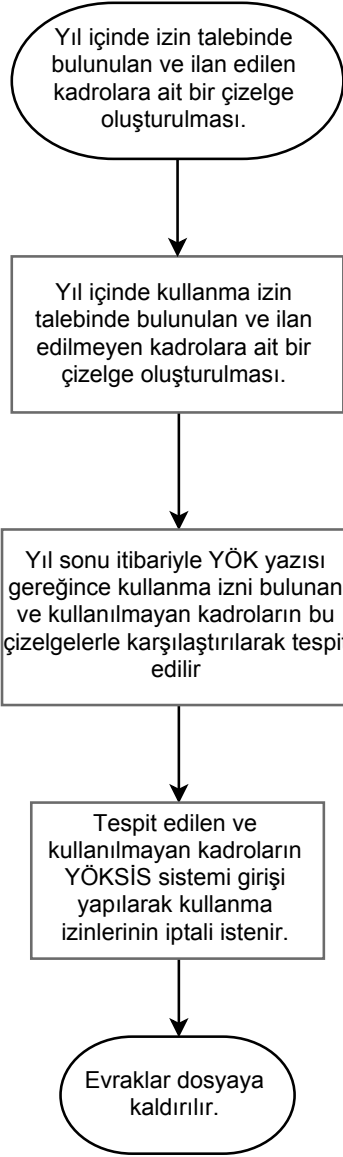 Yıl içinde izin talebinde
bulunulan ve ilan edilen
kadrolara ait bir çizelge
oluşturulması.
Yıl içinde kullanma izin
talebinde bulunulan ve ilan
edilmeyen kadrolara ait bir
çizelge oluşturulması.
Yıl sonu itibariyle YÖK yazısı
gereğince kullanma izni bulunan
ve kullanılmayan kadroların bu
çizelgelerle karşılaştırılarak tespit
edilir
Tespit edilen ve
kullanılmayan kadroların
YÖKSİS sistemi girişi
yapılarak kullanma
izinlerinin iptali istenir.
Evraklar dosyaya
kaldırılır.